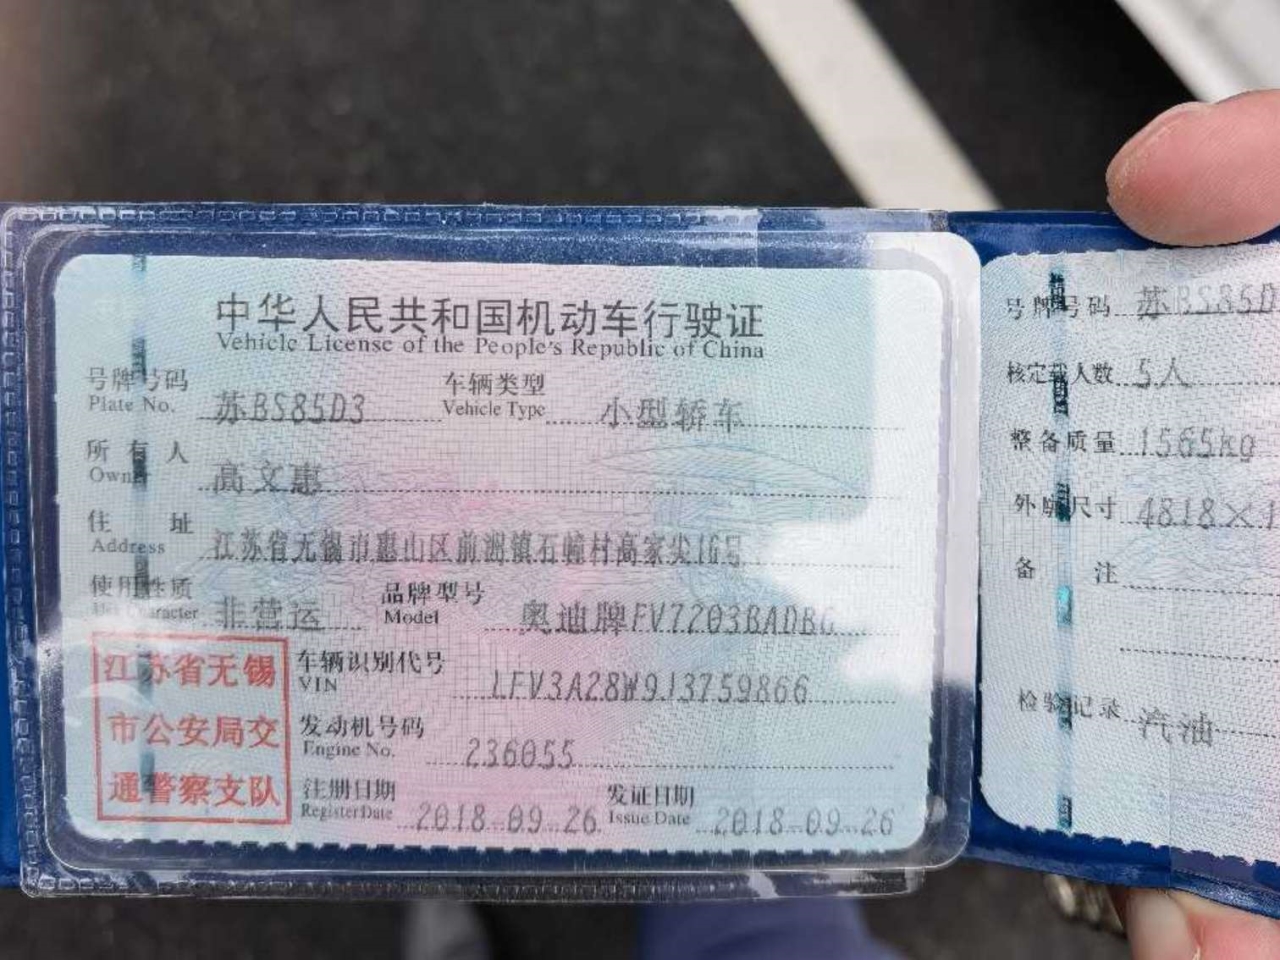 中华人民共和国机动车行驶证
Vehicle License of the People's Republic of China
号牌号码 苏BS85D3 车辆类型 小型轿车
Plate No. Vehicle Type
所有人 高文惠
Owner
住址 江苏省无锡市惠山区前洲镇石幢村高家尖16号
Address
使用性质 非营运 品牌型号 奥迪牌FV7203BADBG
Use Character Model
车辆识别代号 LFV3A28W9J3759866
VIN
发动机号码 236055
Engine No.
注册日期 2018-09-26 发证日期 2018-09-26
Register Date Issue Date
江苏省无锡
市公安局交
通警察支队
号牌号码 苏BS85D
核定载人数 5人
整备质量 1565kg
外廓尺寸 4818×1
备注
检验记录 汽油